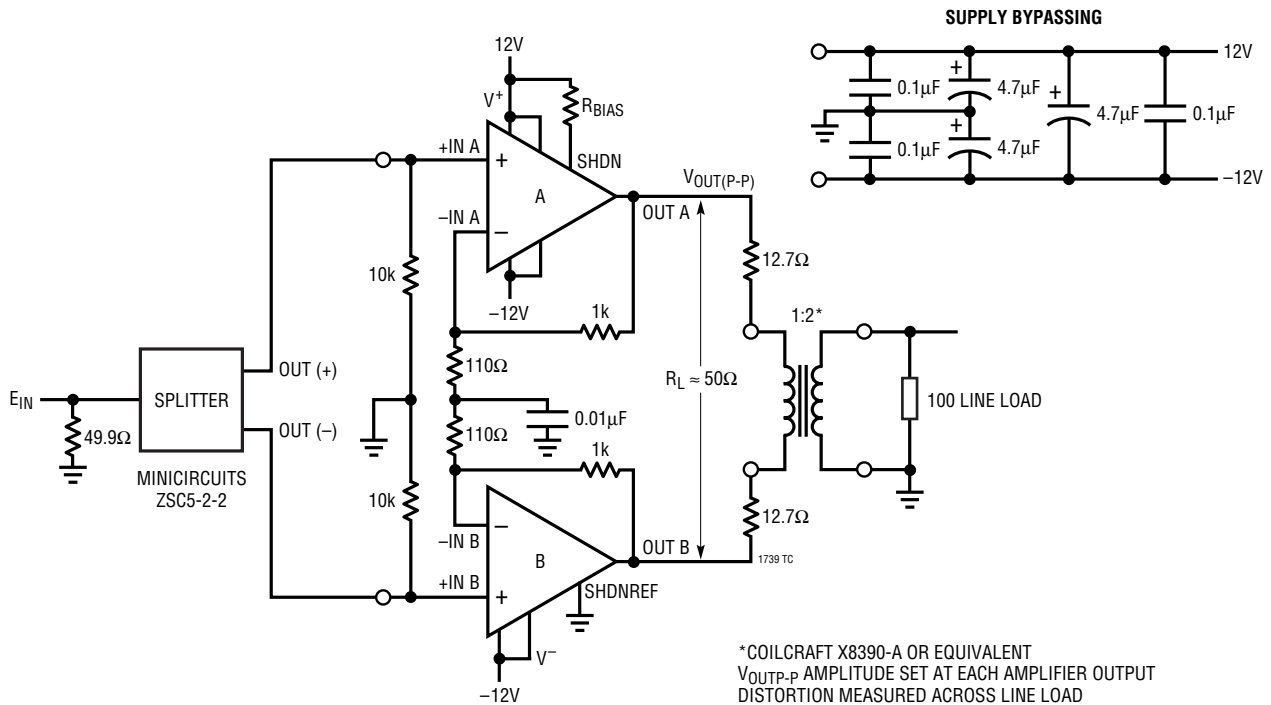 SUPPLY BYPASSING
12V
0.1µF
+
4.7µF
+
4.7µF
0.1µF
0.1µF
+
4.7µF
–12V
12V
V+
RBIAS
SHDN
+IN A
+
A
–IN A
–
–12V
VOUT(P-P)
OUT A
12.7Ω
10k
1k
1:2*
110Ω
RL ≈ 50Ω
EIN
SPLITTER
OUT (+)
OUT (–)
49.9Ω
MINICIRCUITS
ZSC5-2-2
0.01µF
110Ω
1k
100 LINE LOAD
10k
–
–IN B
B
+IN B
+
OUT B
12.7Ω
1739 TC
SHDNREF
V–
–12V
*COILCRAFT X8390-A OR EQUIVALENT
VOUTP-P AMPLITUDE SET AT EACH AMPLIFIER OUTPUT
DISTORTION MEASURED ACROSS LINE LOAD